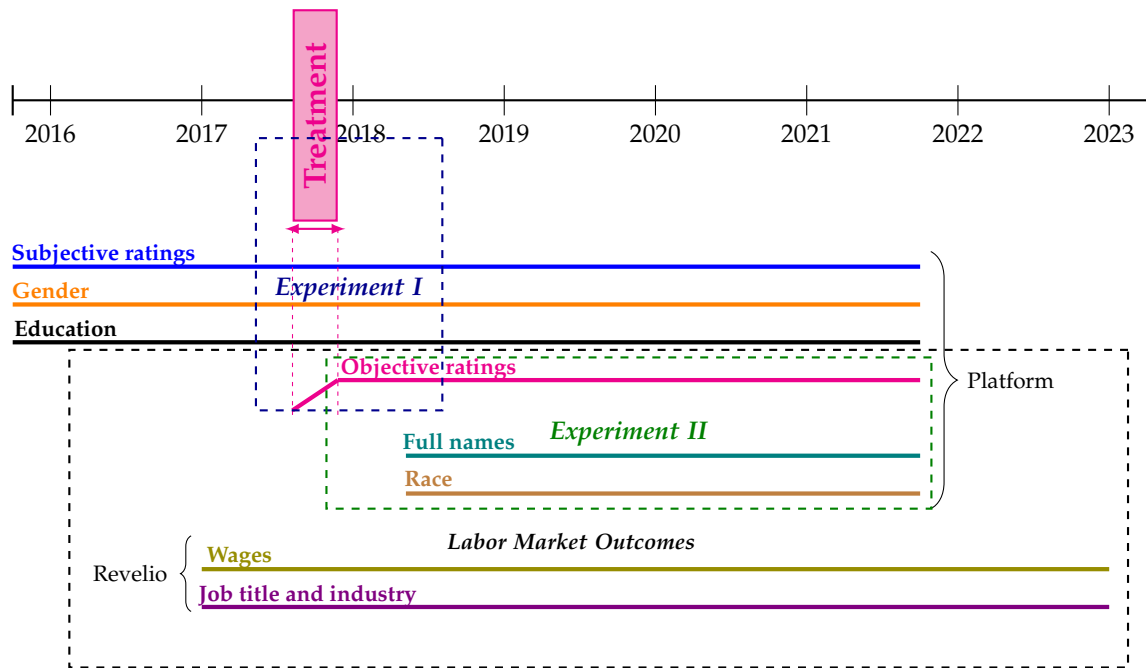 Treatment
2016 2017 2018 2019 2020 2021 2022 2023
Subjective ratings
Experiment I
Gender
Education
Objective ratings
Platform
Full names
Experiment II
Race
Labor Market Outcomes
Wages
Revelio
Job title and industry